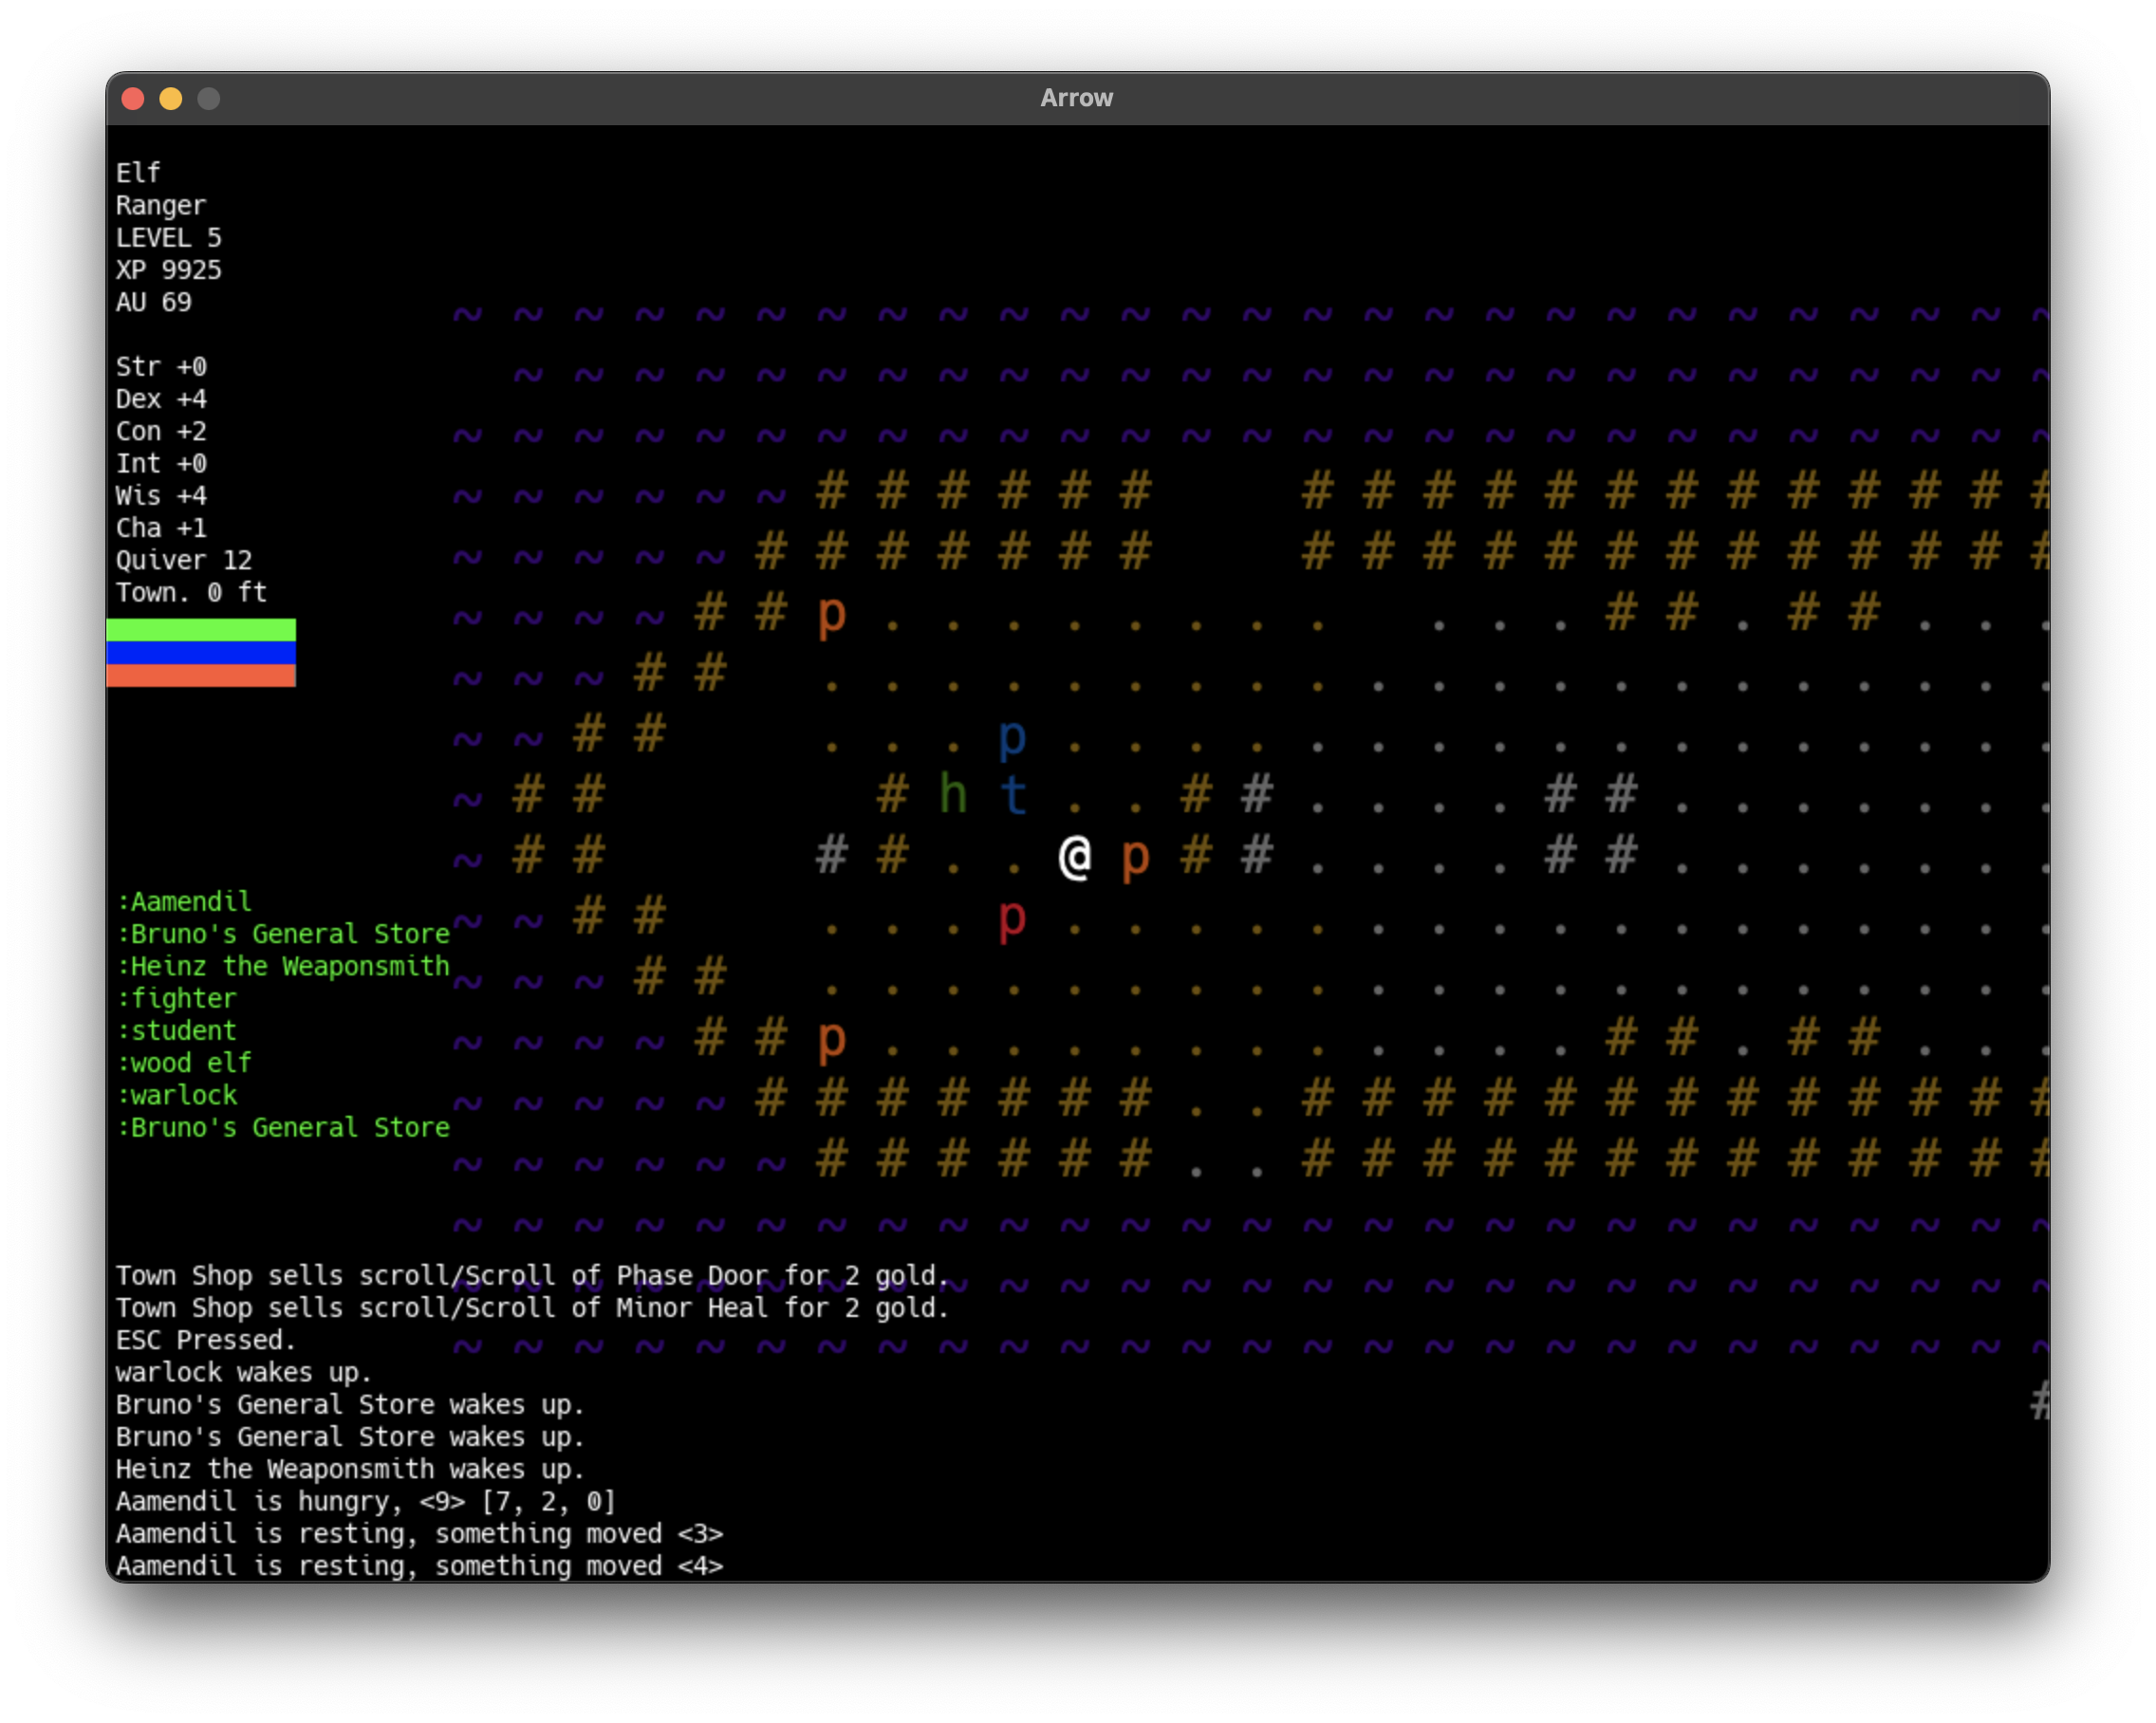 Arrow
Elf
Ranger
LEVEL 5
XP 9925
AU 69
Str +0
Dex +4
Con +2
Int +0
Wis +4
Cha +1
Quiver 12
Town. 0 ft
~ ~ ~ ~ ~ ~ ~ ~ ~ ~ ~ ~ ~ ~ ~ ~ ~ ~ ~ ~ ~ ~ ~ ~ ~ ~ ~
~ ~ ~ ~ ~ ~ ~ ~ ~ ~ ~ ~ ~ ~ ~ ~ ~ ~ ~ ~ ~ ~ ~ ~ ~ ~
~ ~ ~ ~ ~ ~ ~ ~ ~ ~ ~ ~ ~ ~ ~ ~ ~ ~ ~ ~ ~ ~ ~ ~ ~ ~ ~
~ ~ ~ ~ ~ ~ # # # # # # # # # # # # # # # # # # #
~ ~ ~ ~ ~ # # # # # # # # # # # # # # # # # # # #
~ ~ ~ ~ # # p . . . . . . . . . . . # # . # # . . .
~ ~ ~ # # . . . . . . . . . . . . . . . . . . . . .
~ ~ # # . . . p . . . . . . . . . . . . . . . . .
~ # # # h t . . # # . . . . # # . . . . . . .
~ # # # # . . @ p # # . . . . # # . . . . . . .
~ ~ # # . . . p . . . . . . . . . . . . . . . . .
~ ~ ~ # # . . . . . . . . . . . . . . . . . . . . .
~ ~ ~ ~ # # p . . . . . . . . . . . . # # . # # . . .
~ ~ ~ ~ ~ # # # # # # # . . # # # # # # # # # # # # #
~ ~ ~ ~ ~ ~ # # # # # # . . # # # # # # # # # # # # #
~ ~ ~ ~ ~ ~ ~ ~ ~ ~ ~ ~ ~ ~ ~ ~ ~ ~ ~ ~ ~ ~ ~ ~ ~ ~ ~
~ ~ ~ ~ ~ ~ ~ ~ ~ ~ ~ ~ ~ ~ ~ ~ ~ ~ ~ ~ ~ ~ ~ ~ ~ ~ ~
~ ~ ~ ~ ~ ~ ~ ~ ~ ~ ~ ~ ~ ~ ~ ~ ~ ~ ~ ~ ~ ~ ~ ~ ~ ~ ~
#
:Aamendil
:Bruno's General Store
:Heinz the Weaponsmith
:fighter
:student
:wood elf
:warlock
:Bruno's General Store
Town Shop sells scroll/Scroll of Phase Door for 2 gold.
Town Shop sells scroll/Scroll of Minor Heal for 2 gold.
ESC Pressed.
warlock wakes up.
Bruno's General Store wakes up.
Bruno's General Store wakes up.
Heinz the Weaponsmith wakes up.
Aamendil is hungry, <9> [7, 2, 0]
Aamendil is resting, something moved <3>
Aamendil is resting, something moved <4>